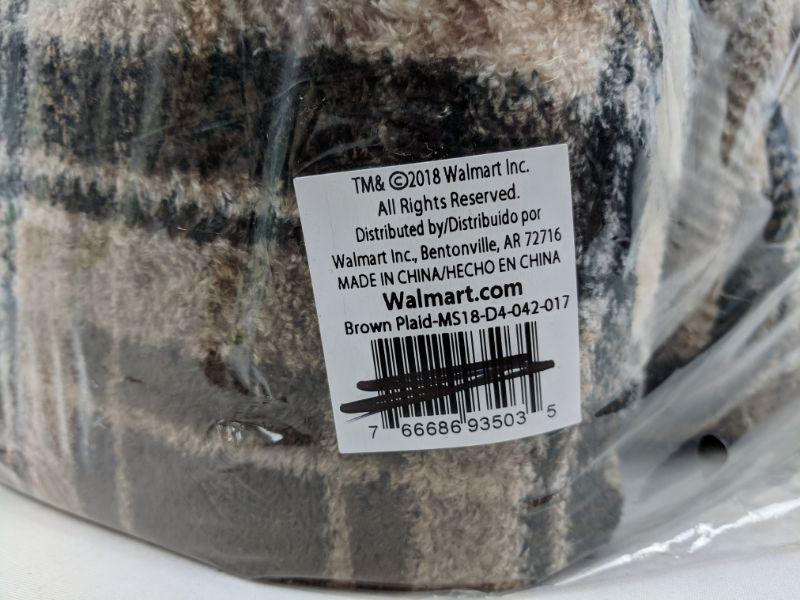 TM& ©2018 Walmart Inc.
All Rights Reserved.
Distributed by/Distribuido por
Walmart Inc., Bentonville, AR 72716
MADE IN CHINA/HECHO EN CHINA
Walmart.com
Brown Plaid-MS18-D4-042-017
7 66686 93503 5